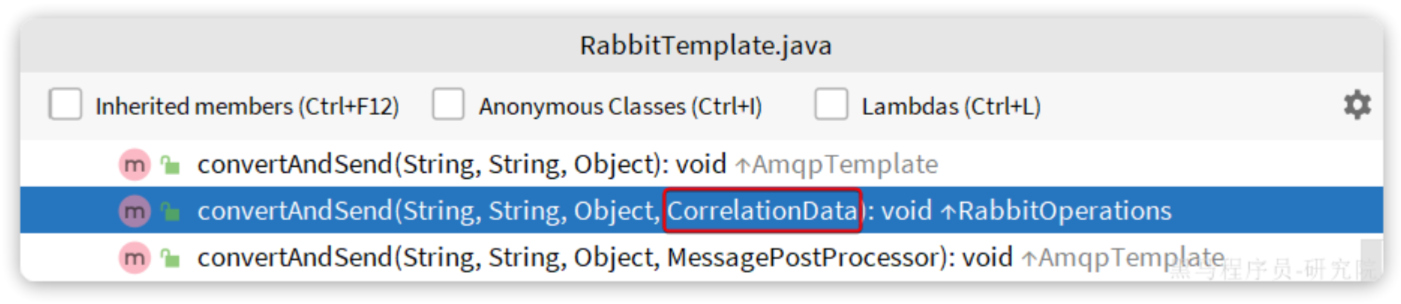 RabbitTemplate.java
Inherited members (Ctrl+F12) Anonymous Classes (Ctrl+I) Lambdas (Ctrl+L)
m convertAndSend(String, String, Object): void ↑AmqpTemplate
m convertAndSend(String, String, Object, CorrelationData): void ↑RabbitOperations
m convertAndSend(String, String, Object, MessagePostProcessor): void ↑AmqpTemplate
黑马程序员-研究院